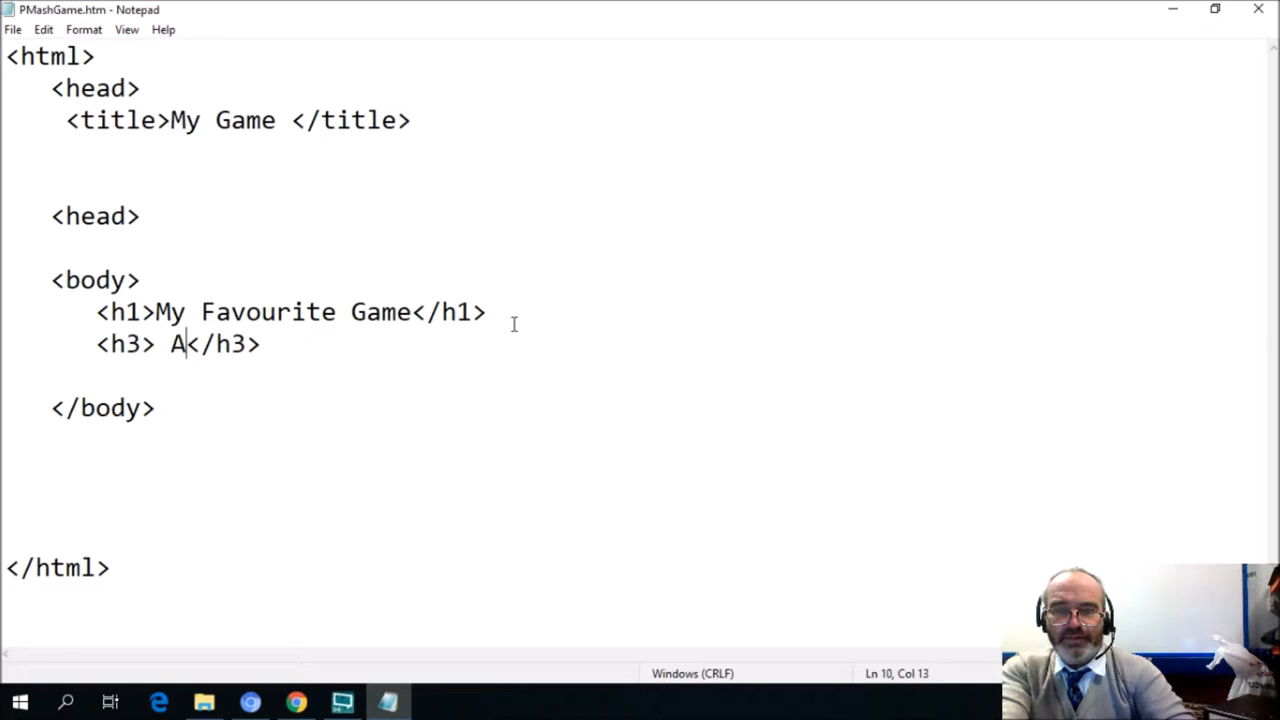 PMashGame.htm - Notepad
File Edit Format View Help
<html>
<head>
<title>My Game </title>
<head>
<body>
<h1>My Favourite Game</h1>
<h3> A</h3>
</body>
</html>
Windows (CRLF) Ln 10, Col 13